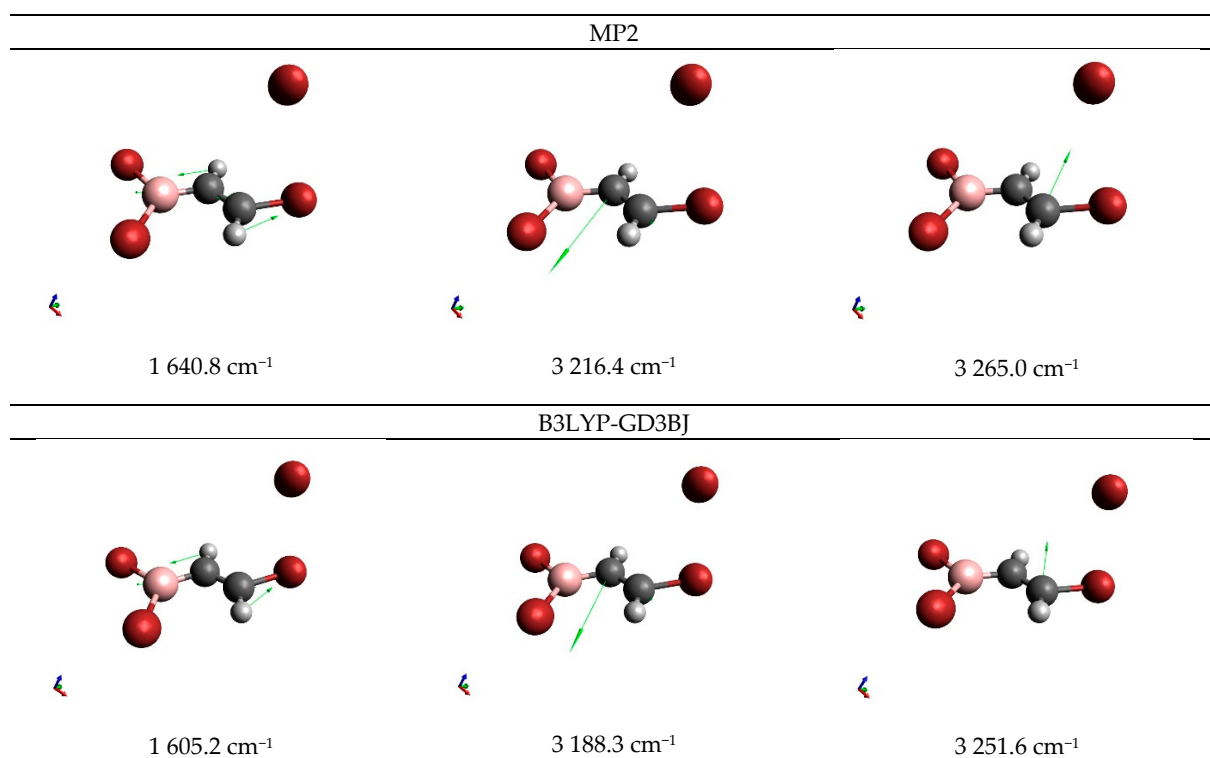 MP2
1 640.8 cm⁻¹ 3 216.4 cm⁻¹ 3 265.0 cm⁻¹
B3LYP-GD3BJ
1 605.2 cm⁻¹ 3 188.3 cm⁻¹ 3 251.6 cm⁻¹